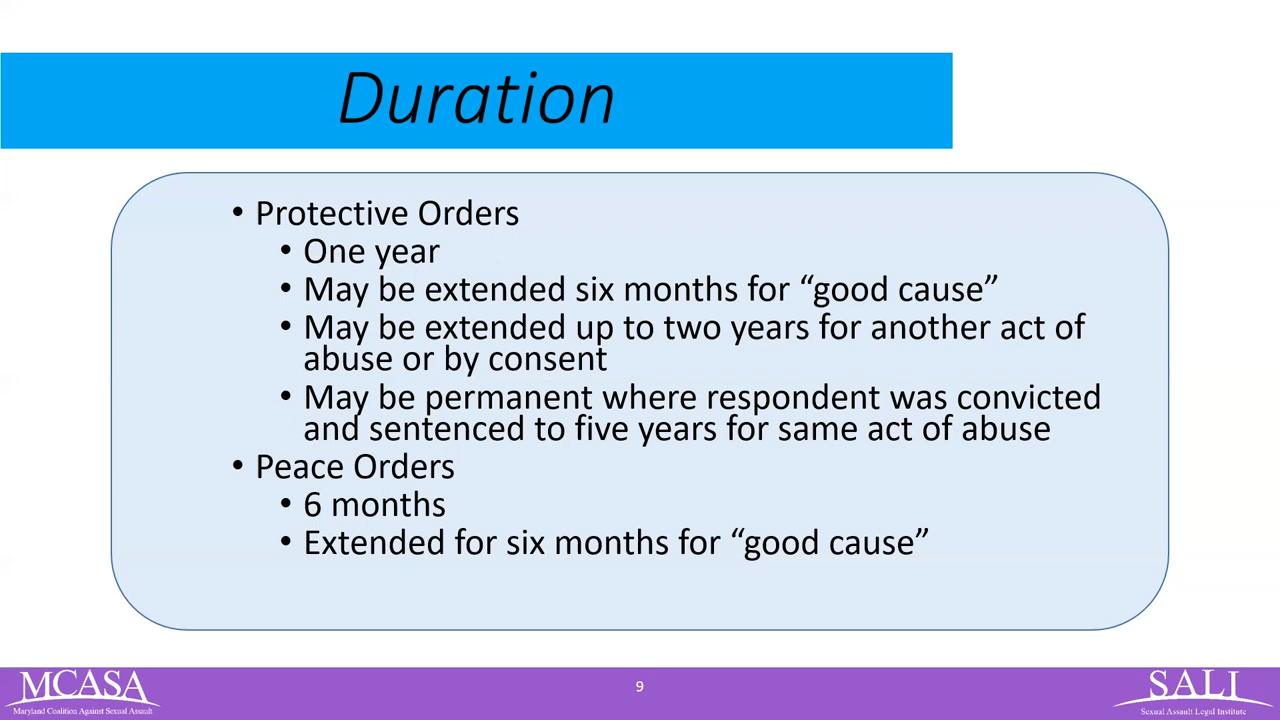 Duration
• Protective Orders
• One year
• May be extended six months for “good cause”
• May be extended up to two years for another act of
abuse or by consent
• May be permanent where respondent was convicted
and sentenced to five years for same act of abuse
• Peace Orders
• 6 months
• Extended for six months for “good cause”
MCASA
Maryland Coalition Against Sexual Assault
9
SALI
Sexual Assault Legal Institute